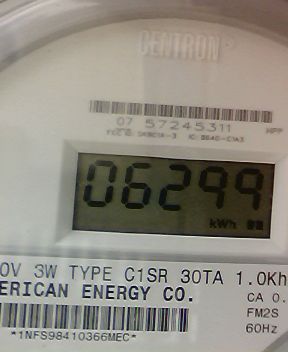 CENTRON
07 57245311
06299
kWh
0V 3W TYPE C1SR 30TA 1.0Kh
ERICAN ENERGY CO.
CA 0.
FM2S
60Hz
*1NFS98410366MEC*